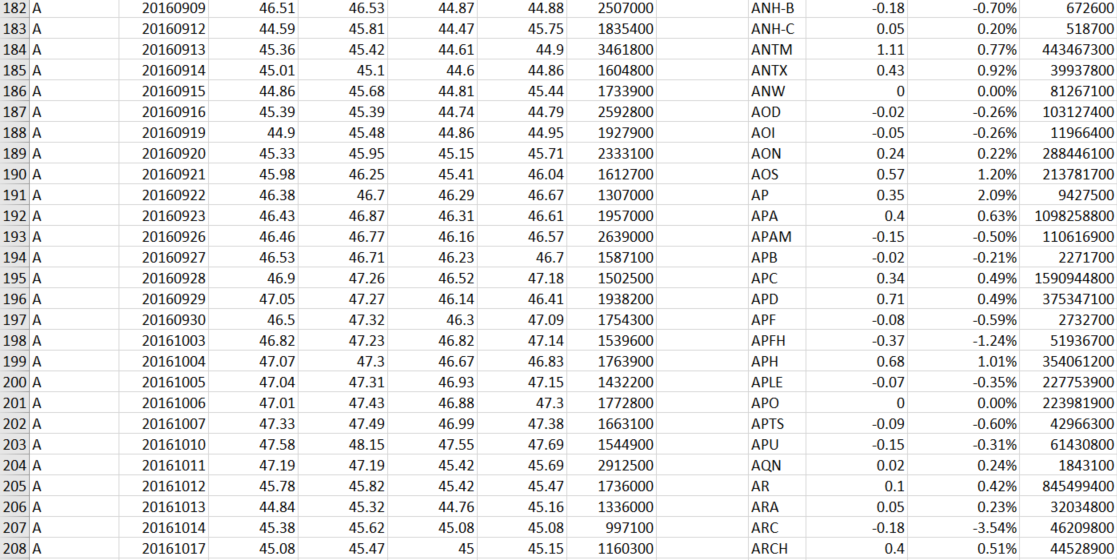 182 A 20160909 46.51 46.53 44.87 44.88 2507000 ANH-B -0.18 -0.70% 672600
183 A 20160912 44.59 45.81 44.47 45.75 1835400 ANH-C 0.05 0.20% 518700
184 A 20160913 45.36 45.42 44.61 44.9 3461800 ANTM 1.11 0.77% 443467300
185 A 20160914 45.01 45.1 44.6 44.86 1604800 ANTX 0.43 0.92% 39937800
186 A 20160915 44.86 45.68 44.81 45.44 1733900 ANW 0 0.00% 81267100
187 A 20160916 45.39 45.39 44.74 44.79 2592800 AOD -0.02 -0.26% 103127400
188 A 20160919 44.9 45.48 44.86 44.95 1927900 AOI -0.05 -0.26% 11966400
189 A 20160920 45.33 45.95 45.15 45.71 2333100 AON 0.24 0.22% 288446100
190 A 20160921 45.98 46.25 45.41 46.04 1612700 AOS 0.57 1.20% 213781700
191 A 20160922 46.38 46.7 46.29 46.67 1307000 AP 0.35 2.09% 9427500
192 A 20160923 46.43 46.87 46.31 46.61 1957000 APA 0.4 0.63% 1098258800
193 A 20160926 46.46 46.77 46.16 46.57 2639000 APAM -0.15 -0.50% 110616900
194 A 20160927 46.53 46.71 46.23 46.7 1587100 APB -0.02 -0.21% 2271700
195 A 20160928 46.9 47.26 46.52 47.18 1502500 APC 0.34 0.49% 1590944800
196 A 20160929 47.05 47.27 46.14 46.41 1938200 APD 0.71 0.49% 375347100
197 A 20160930 46.5 47.32 46.3 47.09 1754300 APF -0.08 -0.59% 2732700
198 A 20161003 46.82 47.23 46.82 47.14 1539600 APFH -0.37 -1.24% 51936700
199 A 20161004 47.07 47.3 46.67 46.83 1763900 APH 0.68 1.01% 354061200
200 A 20161005 47.04 47.31 46.93 47.15 1432200 APLE -0.07 -0.35% 227753900
201 A 20161006 47.01 47.43 46.88 47.3 1772800 APO 0 0.00% 223981900
202 A 20161007 47.33 47.49 46.99 47.38 1663100 APTS -0.09 -0.60% 42966300
203 A 20161010 47.58 48.15 47.55 47.69 1544900 APU -0.15 -0.31% 61430800
204 A 20161011 47.19 47.19 45.42 45.69 2912500 AQN 0.02 0.24% 1843100
205 A 20161012 45.78 45.82 45.42 45.47 1736000 AR 0.1 0.42% 845499400
206 A 20161013 44.84 45.32 44.76 45.16 1336000 ARA 0.05 0.23% 32034800
207 A 20161014 45.38 45.62 45.08 45.08 997100 ARC -0.18 -3.54% 46209800
208 A 20161017 45.08 45.47 45 45.15 1160300 ARCH 0.4 0.51% 44528900